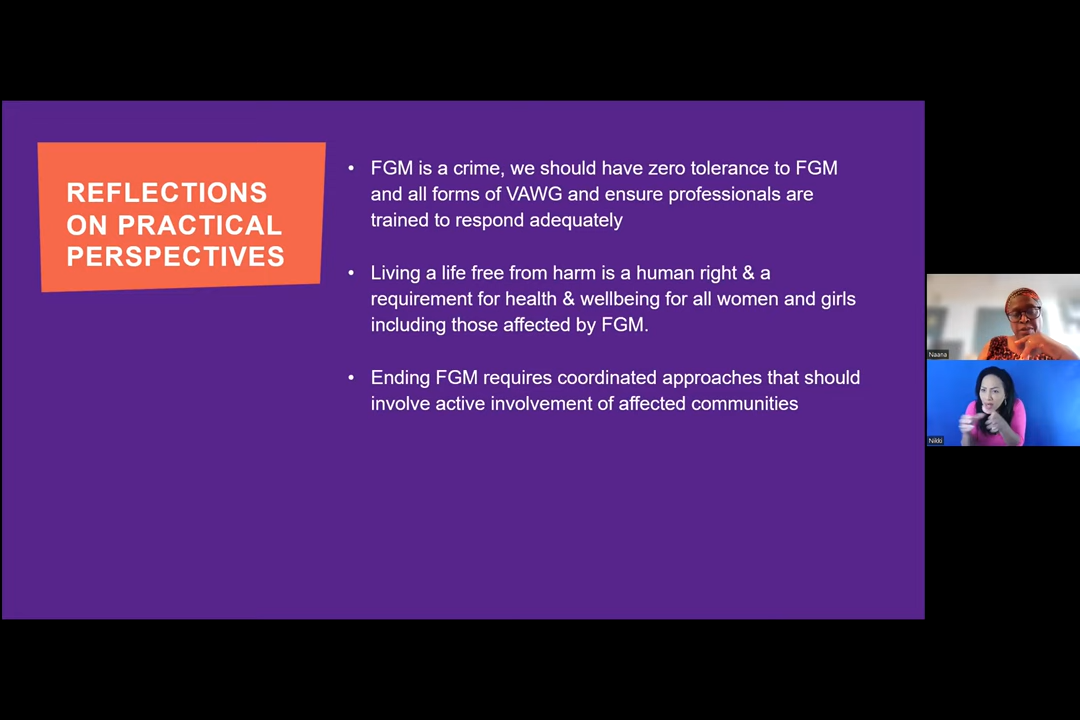 REFLECTIONS
ON PRACTICAL
PERSPECTIVES
• FGM is a crime, we should have zero tolerance to FGM
and all forms of VAWG and ensure professionals are
trained to respond adequately
• Living a life free from harm is a human right & a
requirement for health & wellbeing for all women and girls
including those affected by FGM.
• Ending FGM requires coordinated approaches that should
involve active involvement of affected communities
Naana
Nikki